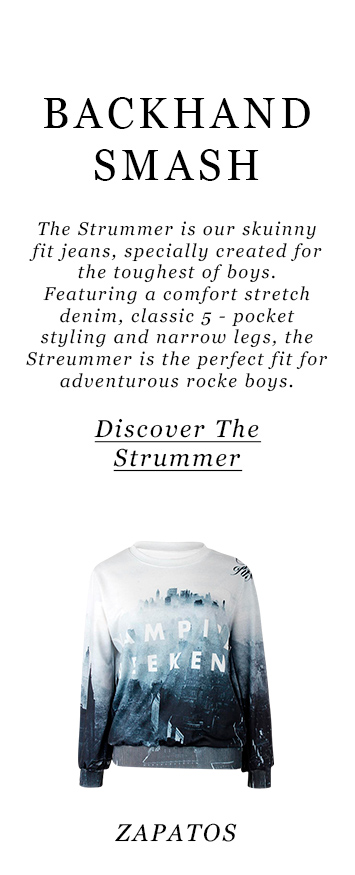 BACKHAND
SMASH
The Strummer is our skuinny
fit jeans, specially created for
the toughest of boys.
Featuring a comfort stretch
denim, classic 5 - pocket
styling and narrow legs, the
Streummer is the perfect fit for
adventurous rocke boys.
Discover The
Strummer
ZAPATOS